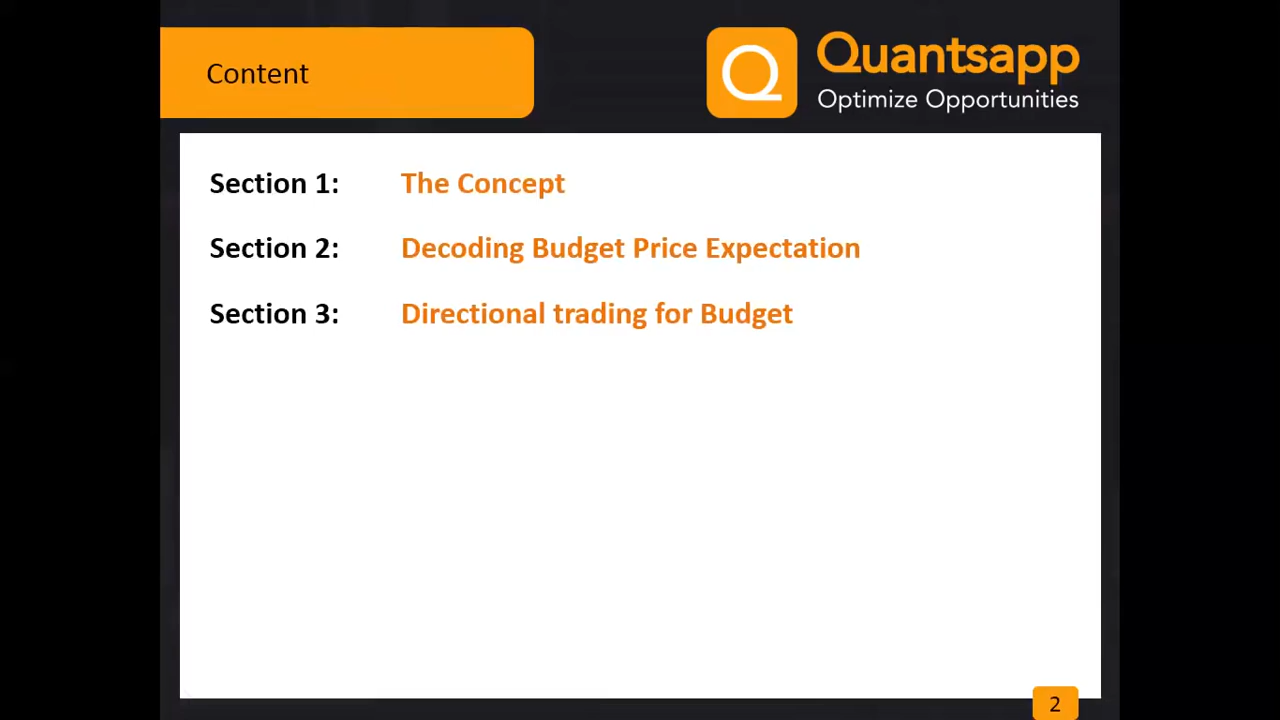 Content
Q Quantsapp
Optimize Opportunities
Section 1: The Concept
Section 2: Decoding Budget Price Expectation
Section 3: Directional trading for Budget
2